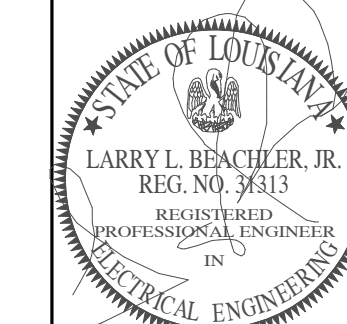 STATE OF LOUISIANA
LARRY L. BEACHLER, JR.
REG. NO. 31313
REGISTERED
PROFESSIONAL ENGINEER
IN
ELECTRICAL ENGINEERING